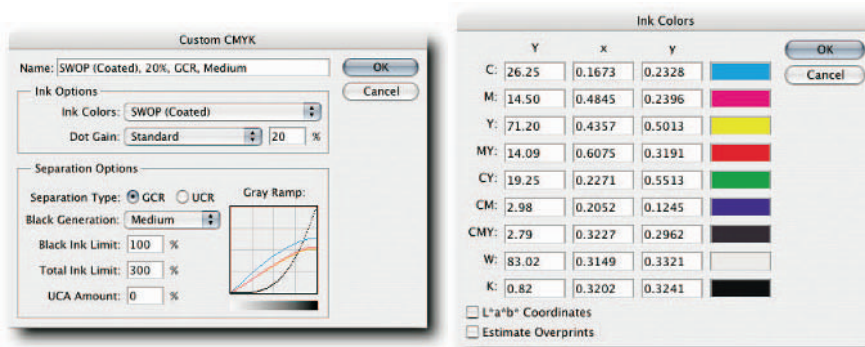 Custom CMYK
Name: SWOP (Coated), 20%, GCR, Medium
OK
Cancel
Ink Options
Ink Colors: SWOP (Coated)
Dot Gain: Standard 20 %
Separation Options
Separation Type: GCR UCR
Gray Ramp:
Black Generation: Medium
Black Ink Limit: 100 %
Total Ink Limit: 300 %
UCA Amount: 0 %
Ink Colors
Y x y
OK
Cancel
C: 26.25 0.1673 0.2328
M: 14.50 0.4845 0.2396
Y: 71.20 0.4357 0.5013
MY: 14.09 0.6075 0.3191
CY: 19.25 0.2271 0.5513
CM: 2.98 0.2052 0.1245
CMY: 2.79 0.3227 0.2962
W: 83.02 0.3149 0.3321
K: 0.82 0.3202 0.3241
L*a*b* Coordinates
Estimate Overprints